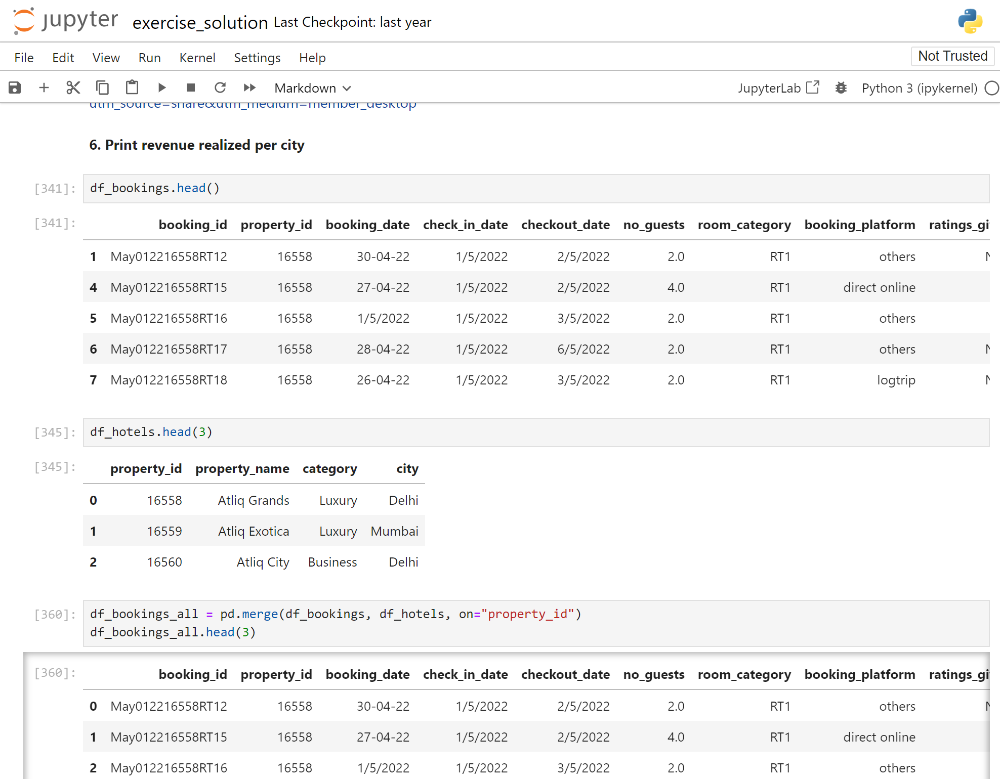 jupyter exercise_solution Last Checkpoint: last year
File Edit View Run Kernel Settings Help Not Trusted
Markdown JupyterLab Python 3 (ipykernel)
utm_source=share&utm_medium=member_desktop
6. Print revenue realized per city
[341]: df_bookings.head()
[341]: booking_id property_id booking_date check_in_date checkout_date no_guests room_category booking_platform ratings_gi
1 May012216558RT12 16558 30-04-22 1/5/2022 2/5/2022 2.0 RT1 others N
4 May012216558RT15 16558 27-04-22 1/5/2022 2/5/2022 4.0 RT1 direct online
5 May012216558RT16 16558 1/5/2022 1/5/2022 3/5/2022 2.0 RT1 others
6 May012216558RT17 16558 28-04-22 1/5/2022 6/5/2022 2.0 RT1 others N
7 May012216558RT18 16558 26-04-22 1/5/2022 3/5/2022 2.0 RT1 logtrip N
[345]: df_hotels.head(3)
[345]: property_id property_name category city
0 16558 Atliq Grands Luxury Delhi
1 16559 Atliq Exotica Luxury Mumbai
2 16560 Atliq City Business Delhi
[360]: df_bookings_all = pd.merge(df_bookings, df_hotels, on="property_id")
df_bookings_all.head(3)
[360]: booking_id property_id booking_date check_in_date checkout_date no_guests room_category booking_platform ratings_gi
0 May012216558RT12 16558 30-04-22 1/5/2022 2/5/2022 2.0 RT1 others N
1 May012216558RT15 16558 27-04-22 1/5/2022 2/5/2022 4.0 RT1 direct online
2 May012216558RT16 16558 1/5/2022 1/5/2022 3/5/2022 2.0 RT1 others